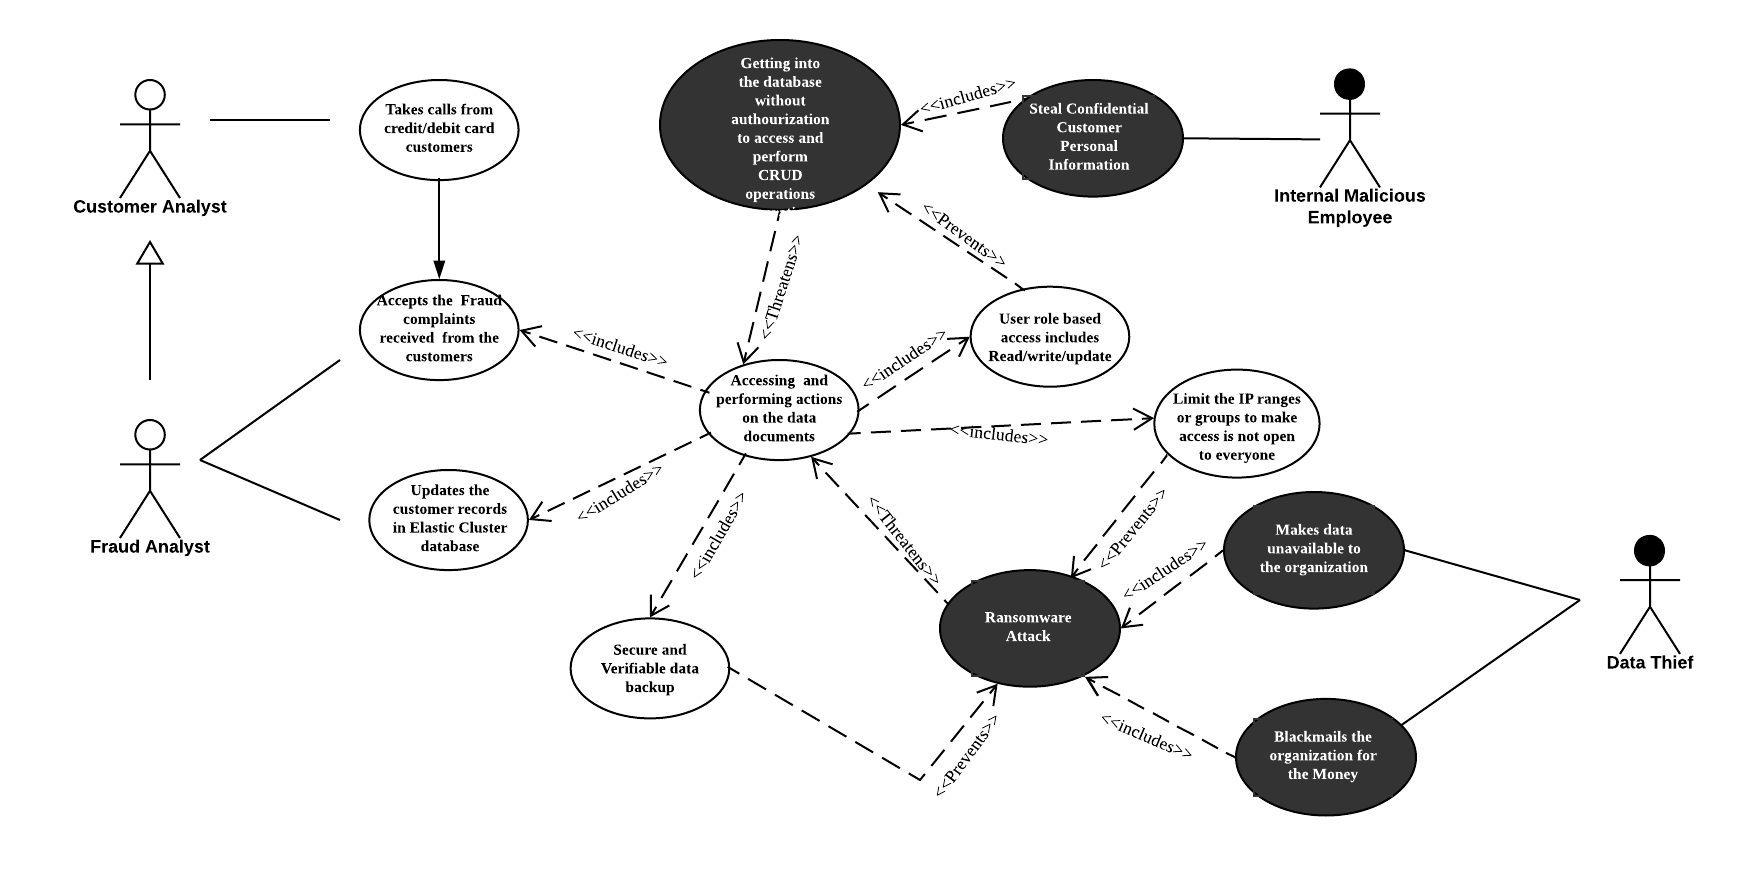 Customer Analyst
Takes calls from
credit/debit card
customers
Getting into
the database
without
authourization
to access and
perform
CRUD
operations
<<includes>>
Steal Confidential
Customer
Personal
Information
Internal Malicious
Employee
<<Prevents>>
<<Threatens>>
Accepts the  Fraud
complaints
received  from the
customers
<<includes>>
<<includes>>
User role based
access includes
Read/write/update
Accessing  and
performing actions
on the data
documents
<<includes>>
Limit the IP ranges
or groups to make
access is not open
to everyone
Fraud Analyst
Updates the
customer records
in Elastic Cluster
database
<<includes>>
<<includes>>
<<Threatens>>
<<Prevents>>
<<includes>>
Makes data
unavailable to
the organization
Data Thief
Ransomware
Attack
Secure and
Verifiable data
backup
<<Prevents>>
<<includes>>
Blackmails the
organization for
the Money